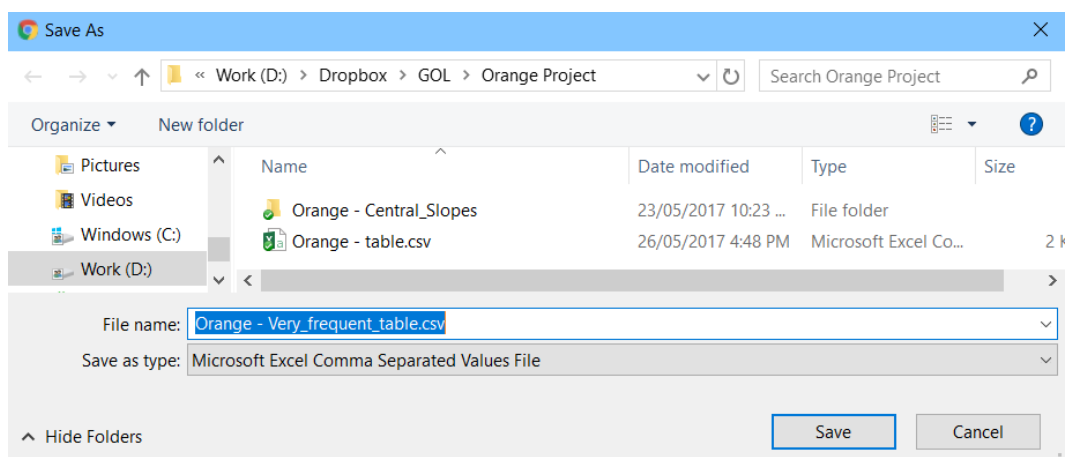 Save As
« Work (D:) > Dropbox > GOL > Orange Project Search Orange Project
Organize New folder ?
Pictures
Videos
Windows (C:)
Work (D:)
Name Date modified Type Size
Orange - Central_Slopes 23/05/2017 10:23 ... File folder
Orange - table.csv 26/05/2017 4:48 PM Microsoft Excel Co... 2 K
File name: Orange - Very_frequent_table.csv
Save as type: Microsoft Excel Comma Separated Values File
Hide Folders Save Cancel